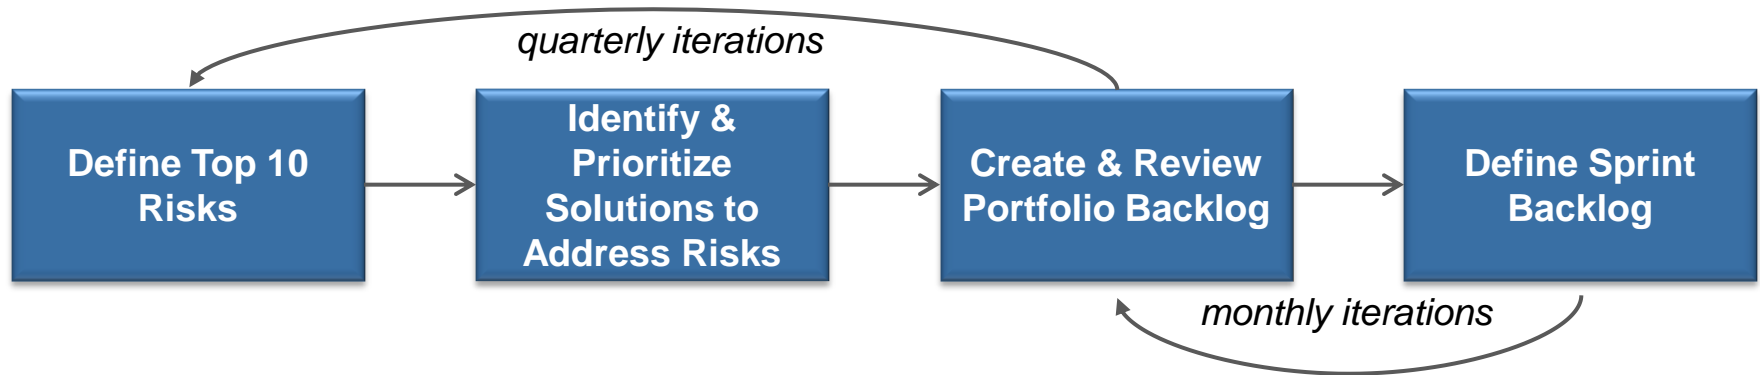 quarterly iterations
Define Top 10
Risks
Identify &
Prioritize
Solutions to
Address Risks
Create & Review
Portfolio Backlog
Define Sprint
Backlog
monthly iterations